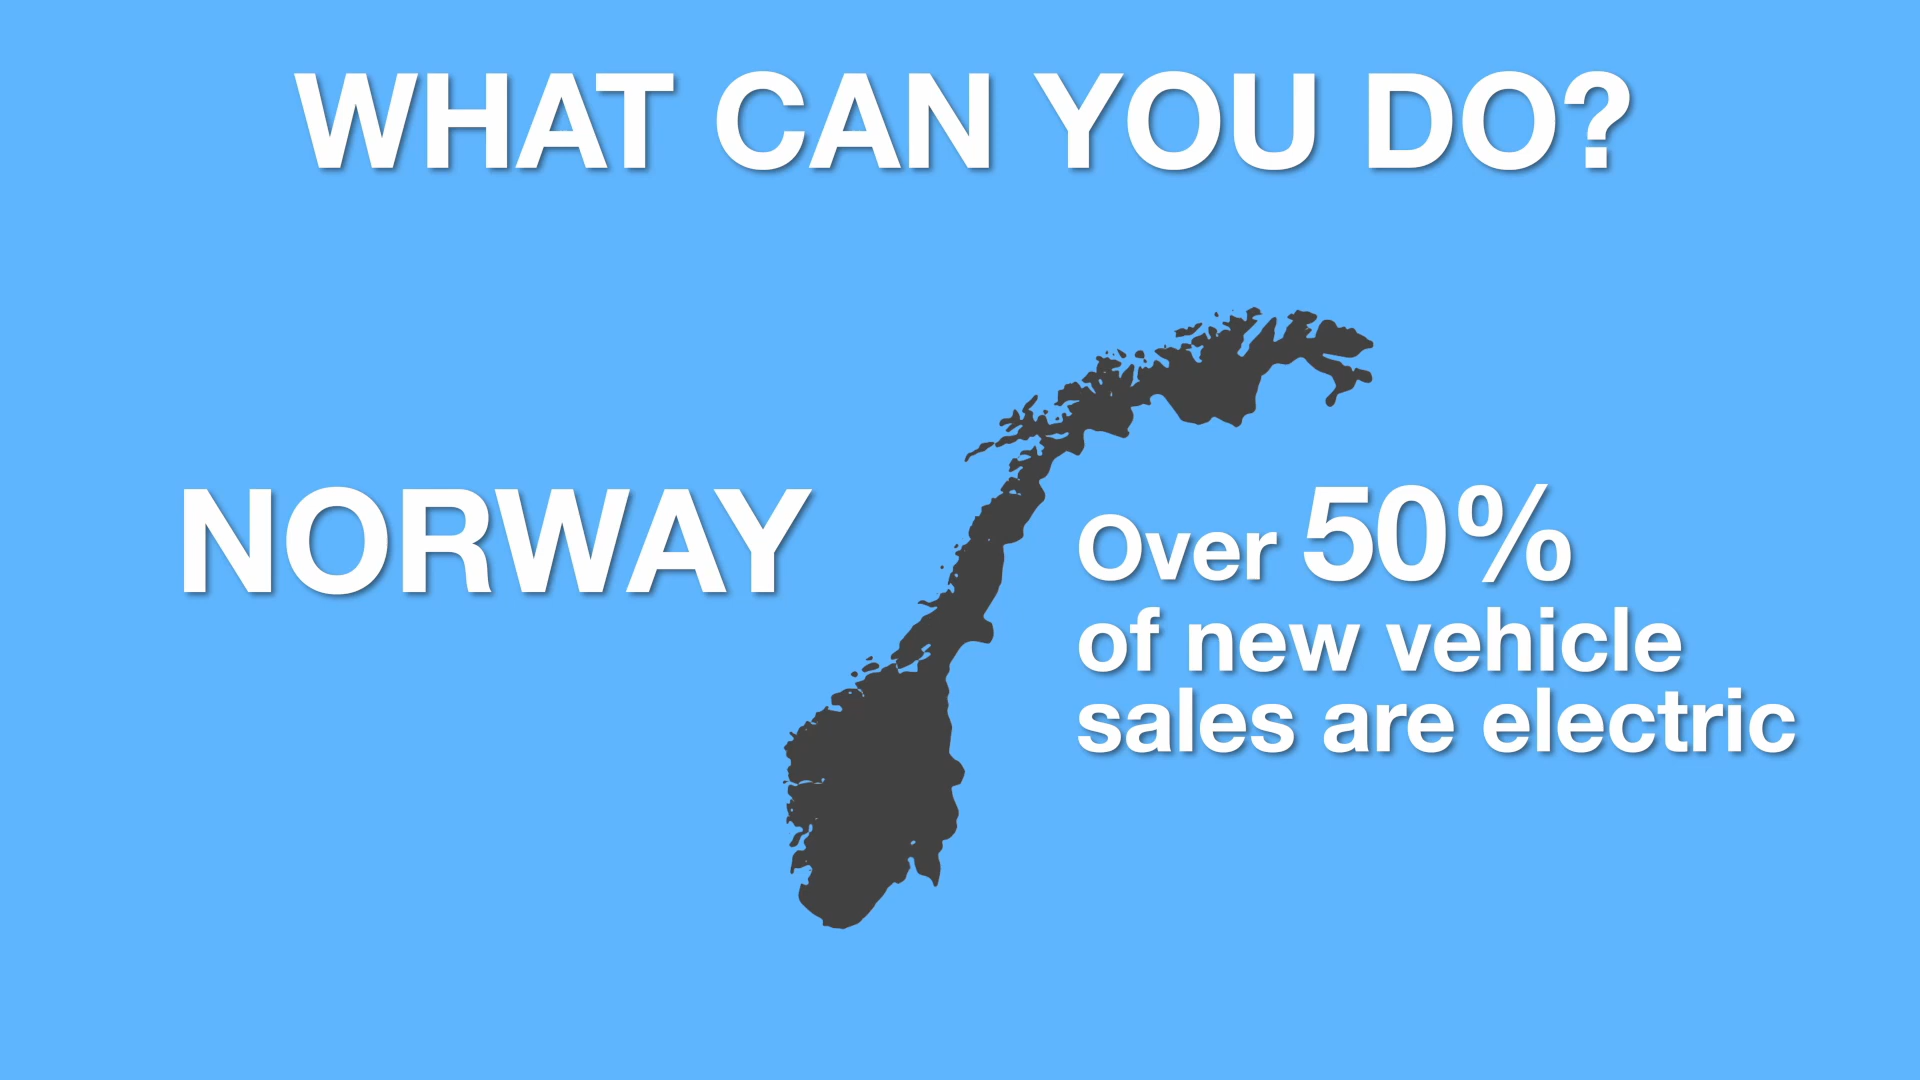 WHAT CAN YOU DO?
NORWAY
Over 50%
of new vehicle
sales are electric